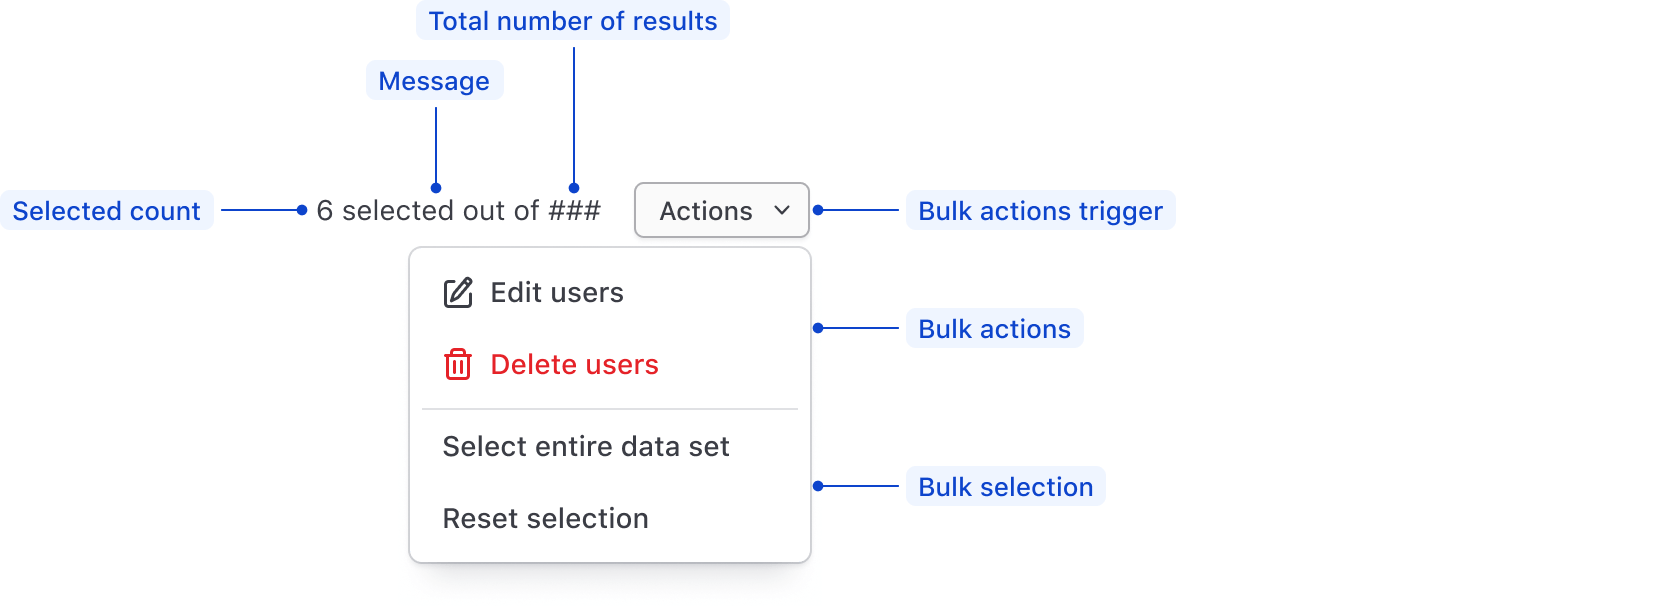 Total number of results
Message
Selected count
6 selected out of ###
Actions
Bulk actions trigger
Edit users
Bulk actions
Delete users
Select entire data set
Bulk selection
Reset selection